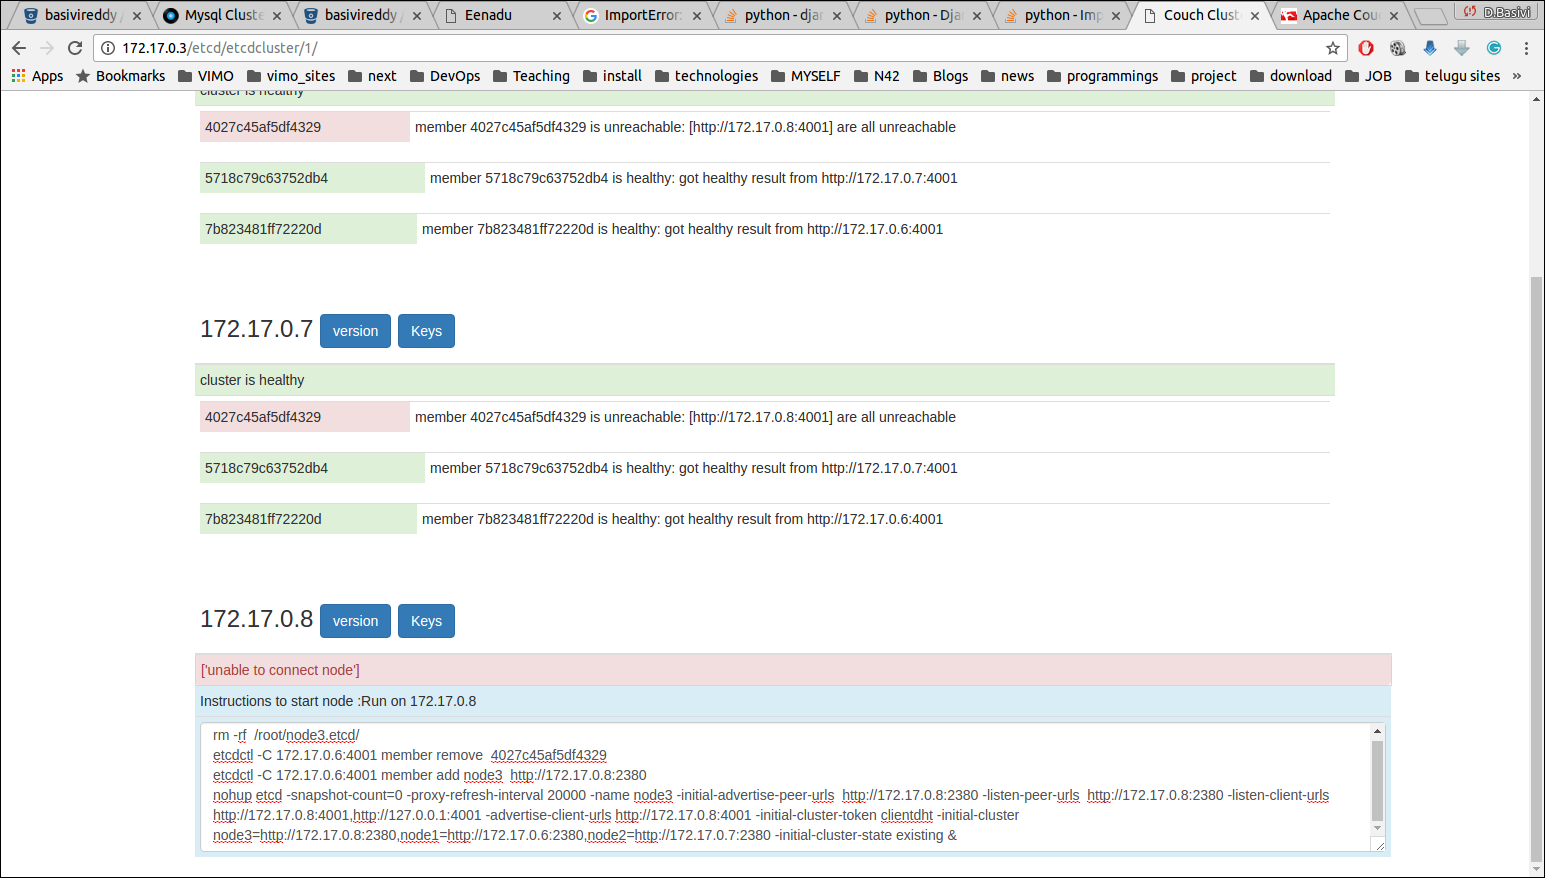 basivireddy /
Mysql Cluste
basivireddy /
Eenadu
ImportError:
python - djan
python - Djan
python - Imp
Couch Clust
Apache Cou
D.Basivi
172.17.0.3/etcd/etcdcluster/1/
Apps Bookmarks VIMO vimo_sites next DevOps Teaching install technologies MYSELF N42 Blogs news programmings project download JOB telugu sites »
cluster is healthy
4027c45af5df4329 member 4027c45af5df4329 is unreachable: [http://172.17.0.8:4001] are all unreachable
5718c79c63752db4 member 5718c79c63752db4 is healthy: got healthy result from http://172.17.0.7:4001
7b823481ff72220d member 7b823481ff72220d is healthy: got healthy result from http://172.17.0.6:4001
172.17.0.7 version Keys
cluster is healthy
4027c45af5df4329 member 4027c45af5df4329 is unreachable: [http://172.17.0.8:4001] are all unreachable
5718c79c63752db4 member 5718c79c63752db4 is healthy: got healthy result from http://172.17.0.7:4001
7b823481ff72220d member 7b823481ff72220d is healthy: got healthy result from http://172.17.0.6:4001
172.17.0.8 version Keys
['unable to connect node']
Instructions to start node :Run on 172.17.0.8
rm -rf /root/node3.etcd/
etcdctl -C 172.17.0.6:4001 member remove 4027c45af5df4329
etcdctl -C 172.17.0.6:4001 member add node3 http://172.17.0.8:2380
nohup etcd -snapshot-count=0 -proxy-refresh-interval 20000 -name node3 -initial-advertise-peer-urls http://172.17.0.8:2380 -listen-peer-urls http://172.17.0.8:2380 -listen-client-urls
http://172.17.0.8:4001,http://127.0.0.1:4001 -advertise-client-urls http://172.17.0.8:4001 -initial-cluster-token clientdht -initial-cluster
node3=http://172.17.0.8:2380,node1=http://172.17.0.6:2380,node2=http://172.17.0.7:2380 -initial-cluster-state existing &